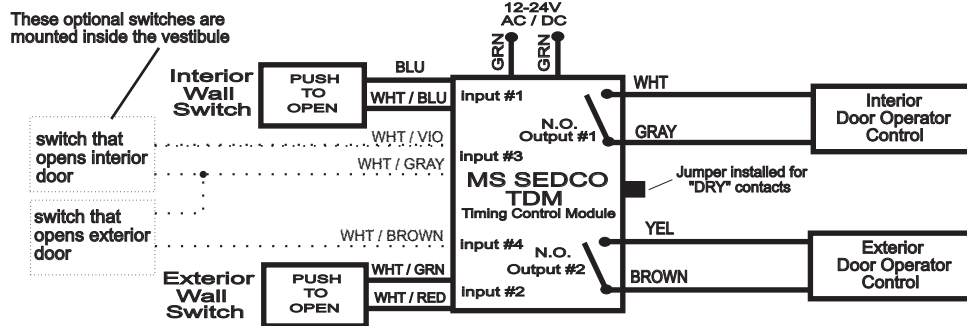 These optional switches are
mounted inside the vestibule
12-24V
AC / DC
GRN
GRN
Interior
Wall
Switch
PUSH
TO
OPEN
BLU
WHT / BLU
input #1
N.O.
Output #1
WHT
GRAY
Interior
Door Operator
Control
switch that
opens interior
door
WHT / VIO
WHT / GRAY
input #3
MS SEDCO
TDM
Timing Control Module
Jumper installed for
"DRY" contacts
switch that
opens exterior
door
WHT / BROWN
input #4
N.O.
Output #2
YEL
BROWN
Exterior
Door Operator
Control
Exterior
Wall
Switch
PUSH
TO
OPEN
WHT / GRN
WHT / RED
input #2